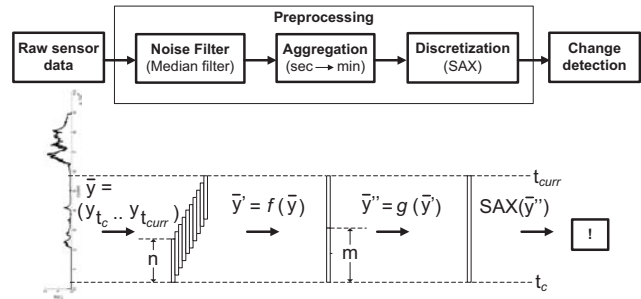 Preprocessing
Raw sensor data
Noise Filter (Median filter)
Aggregation (sec → min)
Discretization (SAX)
Change detection
t_curr
ȳ = (y_tc .. y_tcurr)
n
ȳ' = f (ȳ)
m
ȳ'' = g (ȳ')
SAX(ȳ'')
!
t_c